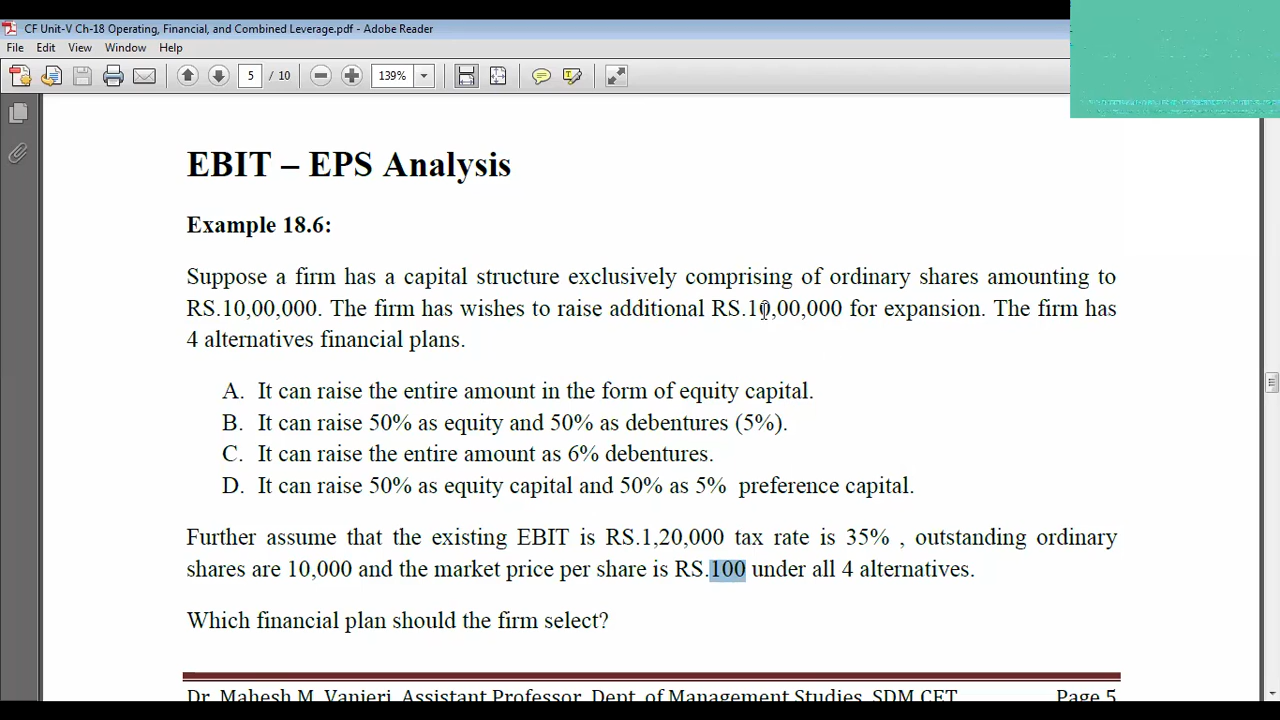 CF Unit-V Ch-18 Operating, Financial, and Combined Leverage.pdf - Adobe Reader
File Edit View Window Help
5 / 10 139%
EBIT – EPS Analysis
Example 18.6:
Suppose a firm has a capital structure exclusively comprising of ordinary shares amounting to
RS.10,00,000. The firm has wishes to raise additional RS.10,00,000 for expansion. The firm has
4 alternatives financial plans.
A. It can raise the entire amount in the form of equity capital.
B. It can raise 50% as equity and 50% as debentures (5%).
C. It can raise the entire amount as 6% debentures.
D. It can raise 50% as equity capital and 50% as 5% preference capital.
Further assume that the existing EBIT is RS.1,20,000 tax rate is 35% , outstanding ordinary
shares are 10,000 and the market price per share is RS.100 under all 4 alternatives.
Which financial plan should the firm select?
Dr. Mahesh M. Vanjeri, Assistant Professor, Dept. of Management Studies, SDM CET Page 5